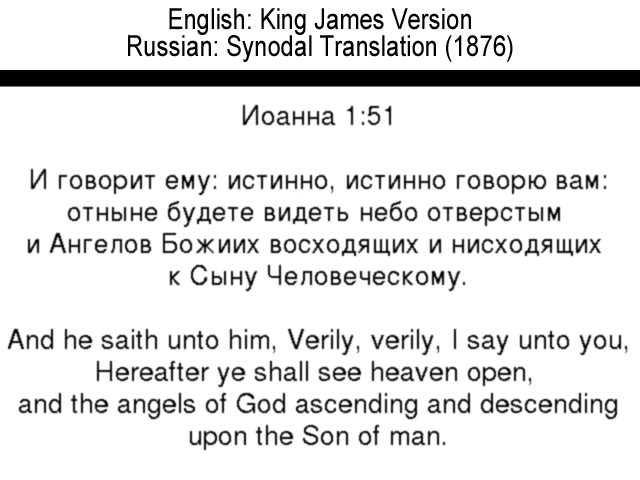 English: King James Version
Russian: Synodal Translation (1876)
Иоанна 1:51
И говорит ему: истинно, истинно говорю вам:
отныне будете видеть небо отверстым
и Ангелов Божиих восходящих и нисходящих
к Сыну Человеческому.
And he saith unto him, Verily, verily, I say unto you,
Hereafter ye shall see heaven open,
and the angels of God ascending and descending
upon the Son of man.